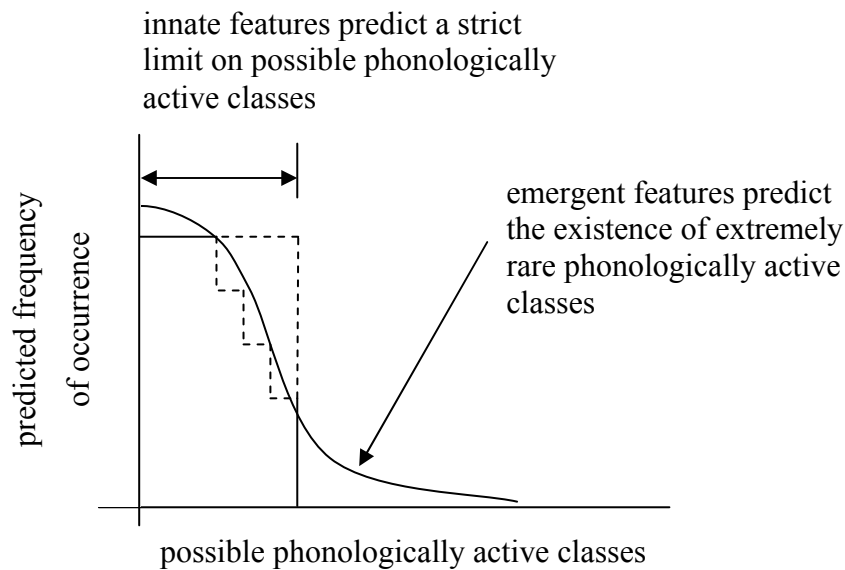 innate features predict a strict
limit on possible phonologically
active classes
emergent features predict
the existence of extremely
rare phonologically active
classes
predicted frequency
of occurrence
possible phonologically active classes